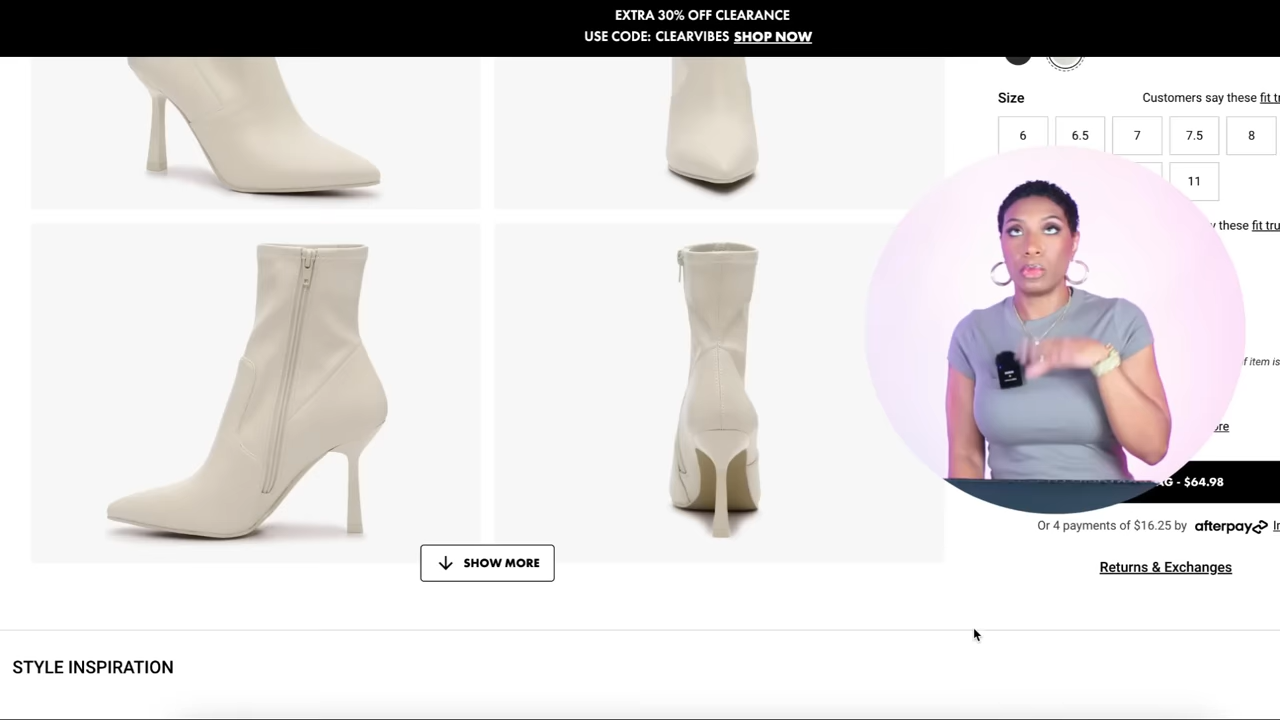 EXTRA 30% OFF CLEARANCE
USE CODE: CLEARVIBES SHOP NOW
Size
Customers say these fit
6
6.5
7
7.5
8
11
these fit
- $64.98
Or 4 payments of $16.25 by afterpay
Returns & Exchanges
SHOW MORE
STYLE INSPIRATION